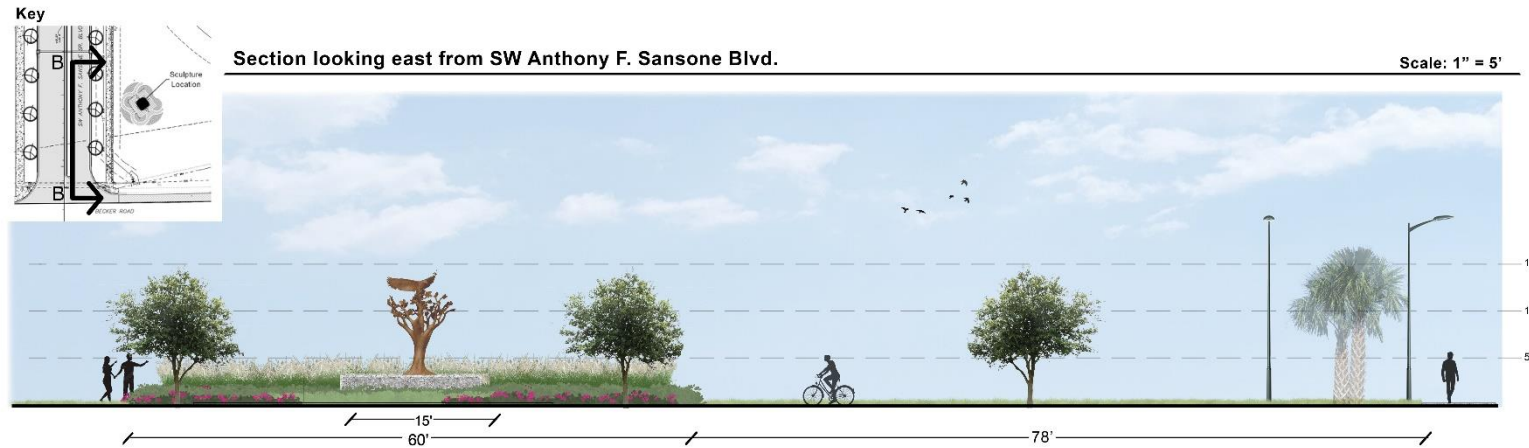 Key
B
SW ANTHONY F. SANSONE SR. BLVD
Sculpture
Location
B
BECKER ROAD
Section looking east from SW Anthony F. Sansone Blvd.
Scale: 1” = 5’
1
1
5
15'
60'
78'